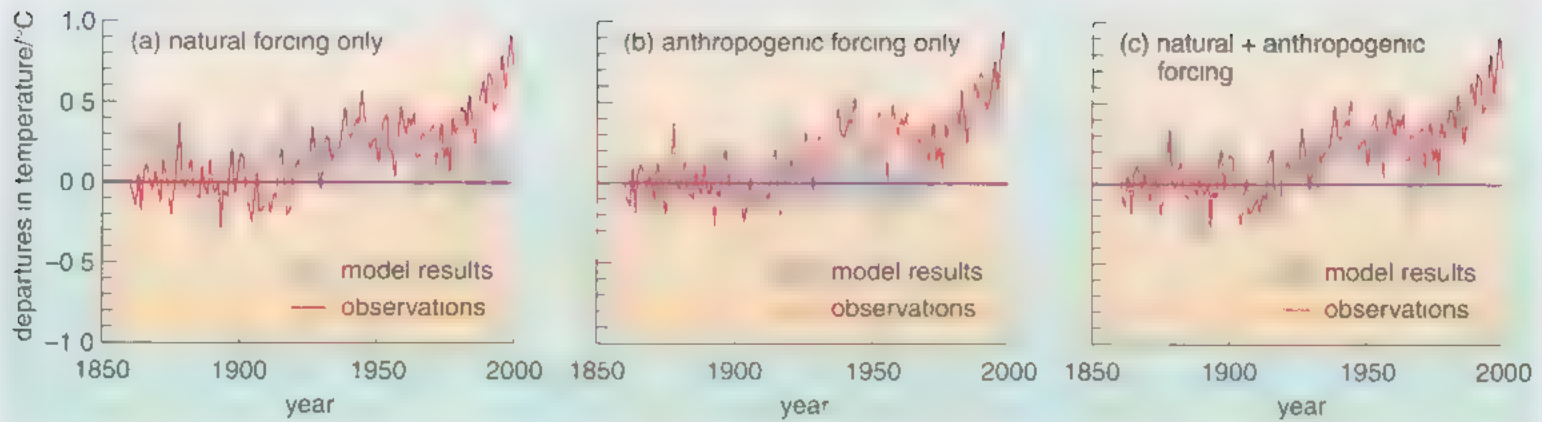 1.0
0 5
0 0
−0 5
−1 0
departures in temperature/°C
(a) natural forcing only
model results
observations
1850
1900
1950
2000
year
(b) anthropogenic forcing only
model results
observations
1850
1900
1950
2000
year
(c) natural + anthropogenic
forcing
model results
observations
1850
1900
1950
2000
year